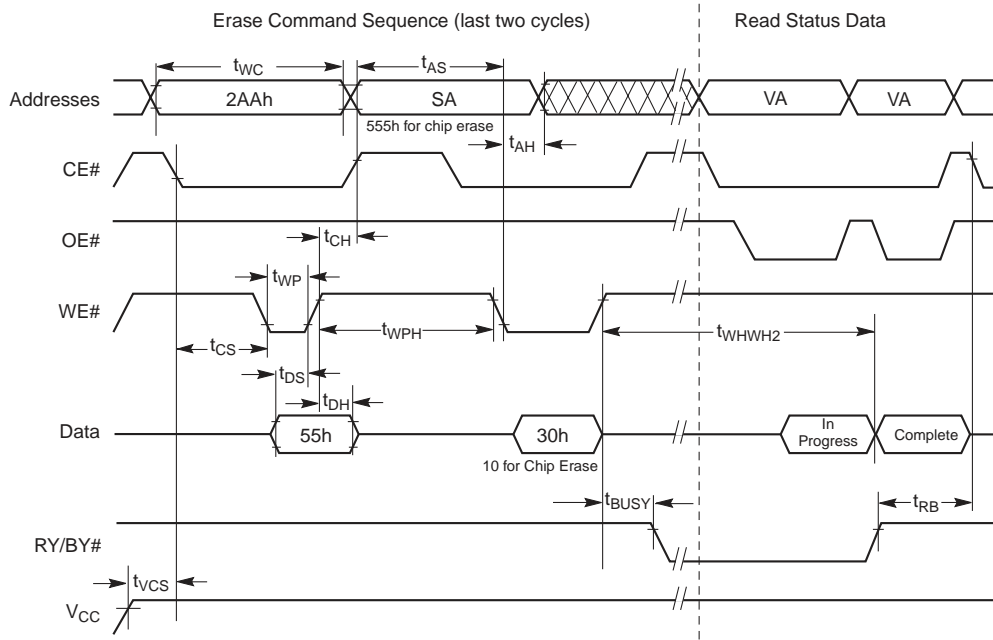 Erase Command Sequence (last two cycles)
Read Status Data
tWC
tAS
Addresses
2AAh
SA
VA
VA
555h for chip erase
tAH
CE#
OE#
tCH
tWP
WE#
tWPH
tWHWH2
tCS
tDS
tDH
Data
55h
30h
In
Progress
Complete
10 for Chip Erase
tBUSY
tRB
RY/BY#
tVCS
VCC